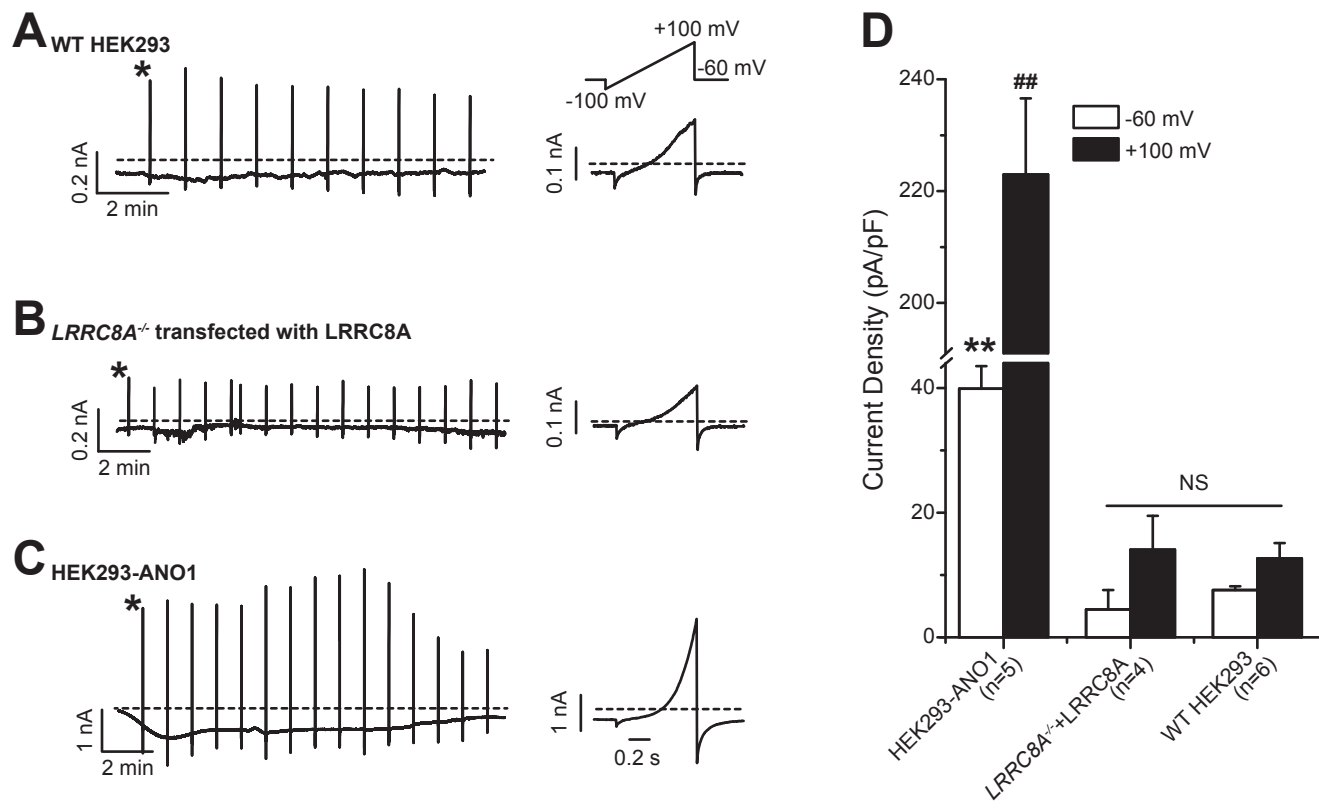 A WT HEK293
*
0.2 nA
2 min
+100 mV
-60 mV
-100 mV
0.1 nA
B LRRC8A-/- transfected with LRRC8A
*
0.2 nA
2 min
0.1 nA
C HEK293-ANO1
*
1 nA
2 min
1 nA
0.2 s
D
Current Density (pA/pF)
240
220
200
40
20
0
##
**
-60 mV
+100 mV
NS
HEK293-ANO1
(n=5)
LRRC8A-/-+LRRC8A
(n=4)
WT HEK293
(n=6)